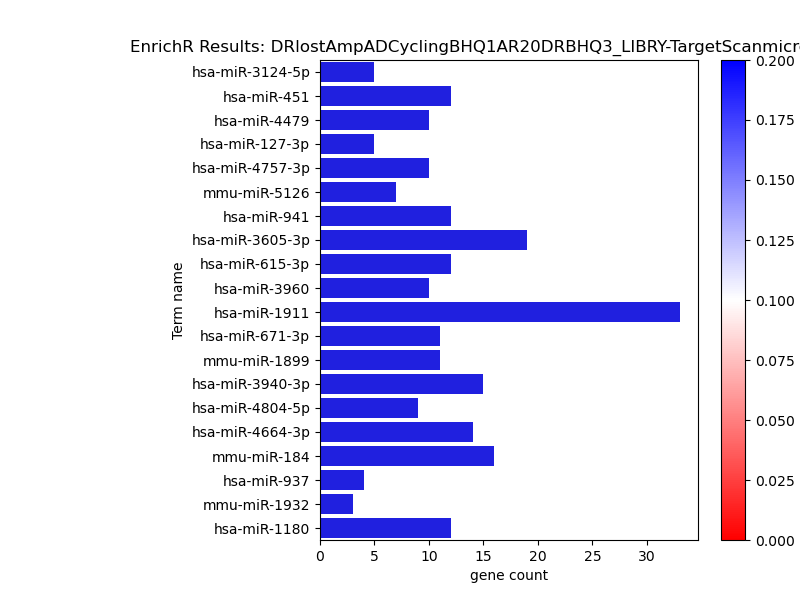 EnrichR Results: DRlostAmpADCyclingBHQ1AR20DRBHQ3_LIBRY-TargetScanmicr
hsa-miR-3124-5p
hsa-miR-451
hsa-miR-4479
hsa-miR-127-3p
hsa-miR-4757-3p
mmu-miR-5126
hsa-miR-941
hsa-miR-3605-3p
hsa-miR-615-3p
hsa-miR-3960
hsa-miR-1911
hsa-miR-671-3p
mmu-miR-1899
hsa-miR-3940-3p
hsa-miR-4804-5p
hsa-miR-4664-3p
mmu-miR-184
hsa-miR-937
mmu-miR-1932
hsa-miR-1180
Term name
0 5 10 15 20 25 30
gene count
0.200
0.175
0.150
0.125
0.100
0.075
0.050
0.025
0.000